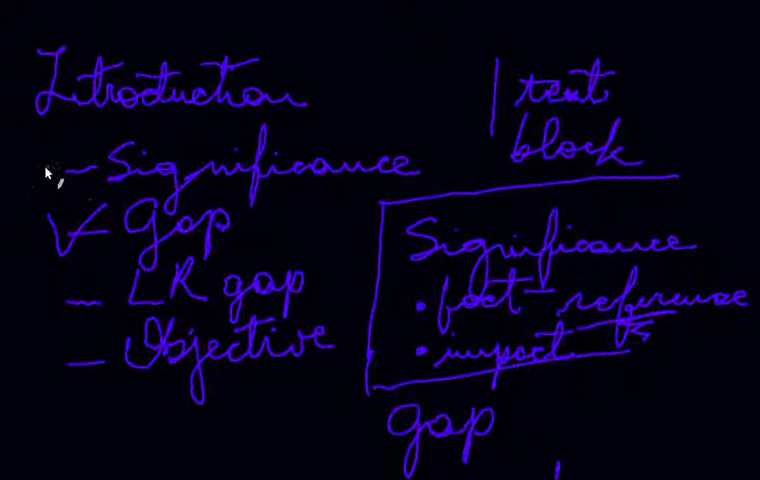 Introduction
- Significance
- Gap
- LR gap
- Objective
text
block
Significance
• fact - reference
• impact
gap